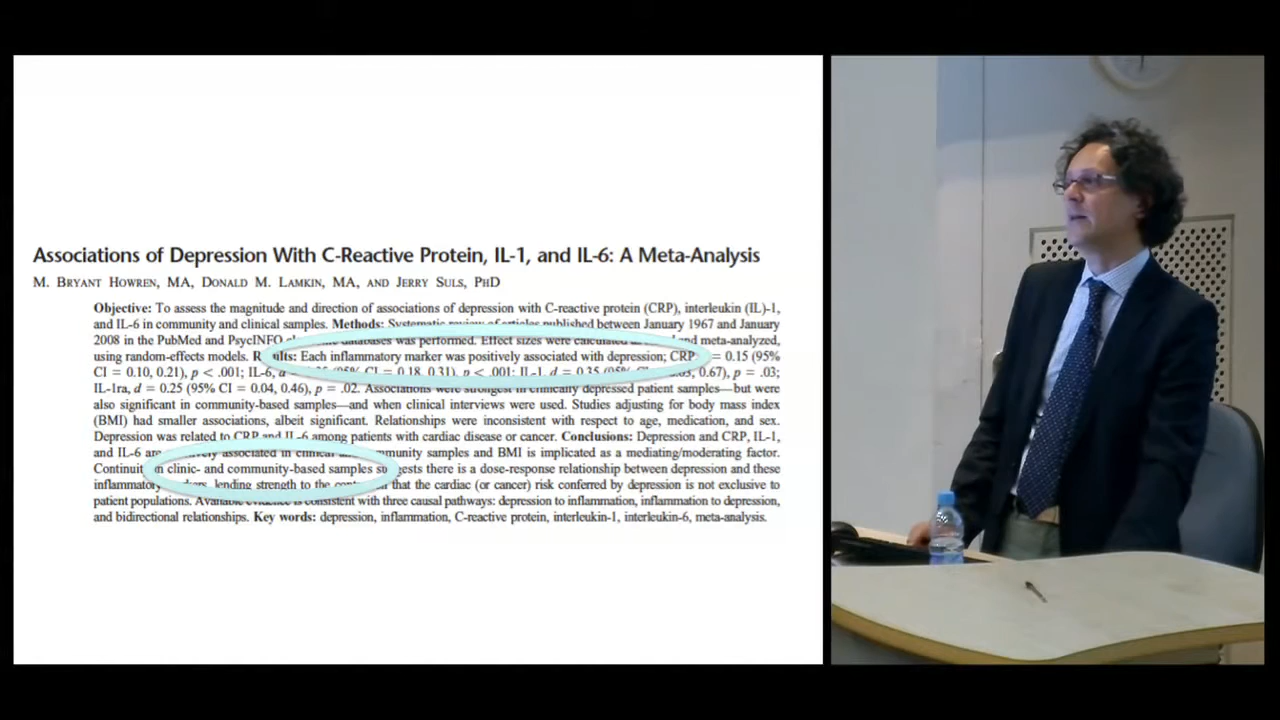 Associations of Depression With C-Reactive Protein, IL-1, and IL-6: A Meta-Analysis
M. BRYANT HOWREN, MA, DONALD M. LAMKIN, MA, AND JERRY SULS, PHD
Objective: To assess the magnitude and direction of associations of depression with C-reactive protein (CRP), interleukin (IL)-1,
and IL-6 in community and clinical samples. Methods: Systematic review of articles published between January 1967 and January
2008 in the PubMed and PsycINFO databases was performed. Effect sizes were calculated and meta-analyzed,
using random-effects models. Results: Each inflammatory marker was positively associated with depression; CRP = 0.15 (95%
CI = 0.10, 0.21), p < .001; IL-6, (95% CI = 0.18, 0.31), p < .001; IL-1, d = 0.35 (95% 0.67), p = .03;
IL-1ra, d = 0.25 (95% CI = 0.04, 0.46), p = .02. Associations were strongest in clinically depressed patient samples—but were
also significant in community-based samples—and when clinical interviews were used. Studies adjusting for body mass index
(BMI) had smaller associations, albeit significant. Relationships were inconsistent with respect to age, medication, and sex.
Depression was related to CRP and IL-6 among patients with cardiac disease or cancer. Conclusions: Depression and CRP, IL-1,
and IL-6 are associated in clinical community samples and BMI is implicated as a mediating/moderating factor.
in clinic- and community-based samples suggests there is a dose-response relationship between depression and these
inflammatory lending strength to the that the cardiac (or cancer) risk conferred by depression is not exclusive to
patient populations. Available is consistent with three causal pathways: depression to inflammation, inflammation to depression,
and bidirectional relationships. Key words: depression, inflammation, C-reactive protein, interleukin-1, interleukin-6, meta-analysis.